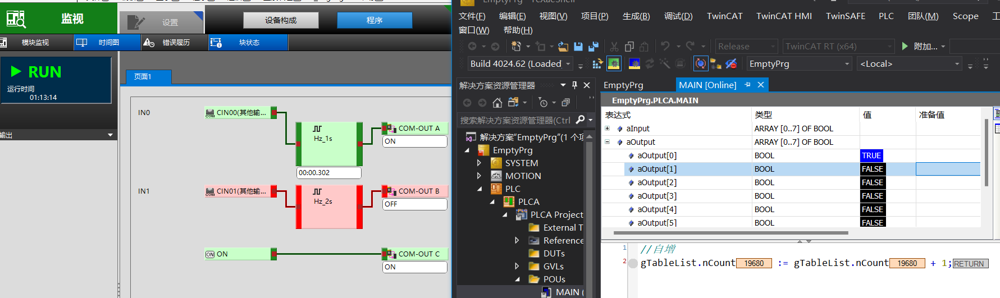 监视
设置
设备构成
程序
模块监视
时间图
错误履历
块状态
RUN
运行时间
01:13:14
输出
页面1
IN0
CIN00(其他输...
COM
Hz_1s
00:00.302
COM-OUT A
ON
IN1
CIN01(其他输...
COM
Hz_2s
COM-OUT B
OFF
ON
ON
COM-OUT C
ON
EmptyPrg - TcXaeShell
文件(F)
编辑(E)
视图(V)
项目(P)
生成(B)
调试(D)
TwinCAT
TwinCAT HMI
TwinSAFE
PLC
团队(M)
Scope
工
窗口(W)
帮助(H)
Release
TwinCAT RT (x64)
附加...
Build 4024.62 (Loaded)
EmptyPrg
<Local>
解决方案资源管理器
搜索解决方案资源管理器(Ctrl
解决方案"EmptyPrg"(1 个项
EmptyPrg
SYSTEM
MOTION
PLC
PLCA
PLCA Project
External T
Reference
DUTs
GVLs
POUs
MAIN (
EmptyPrg
MAIN [Online]
EmptyPrg.PLCA.MAIN
表达式 类型 值 准备值
aInput ARRAY [0..7] OF BOOL
aOutput ARRAY [0..7] OF BOOL
aOutput[0] BOOL TRUE
aOutput[1] BOOL FALSE
aOutput[2] BOOL FALSE
aOutput[3] BOOL FALSE
aOutput[4] BOOL FALSE
aOutput[5] BOOL FALSE
1 //自增
2 gTableList.nCount 19680 := gTableList.nCount 19680 + 1; RETURN